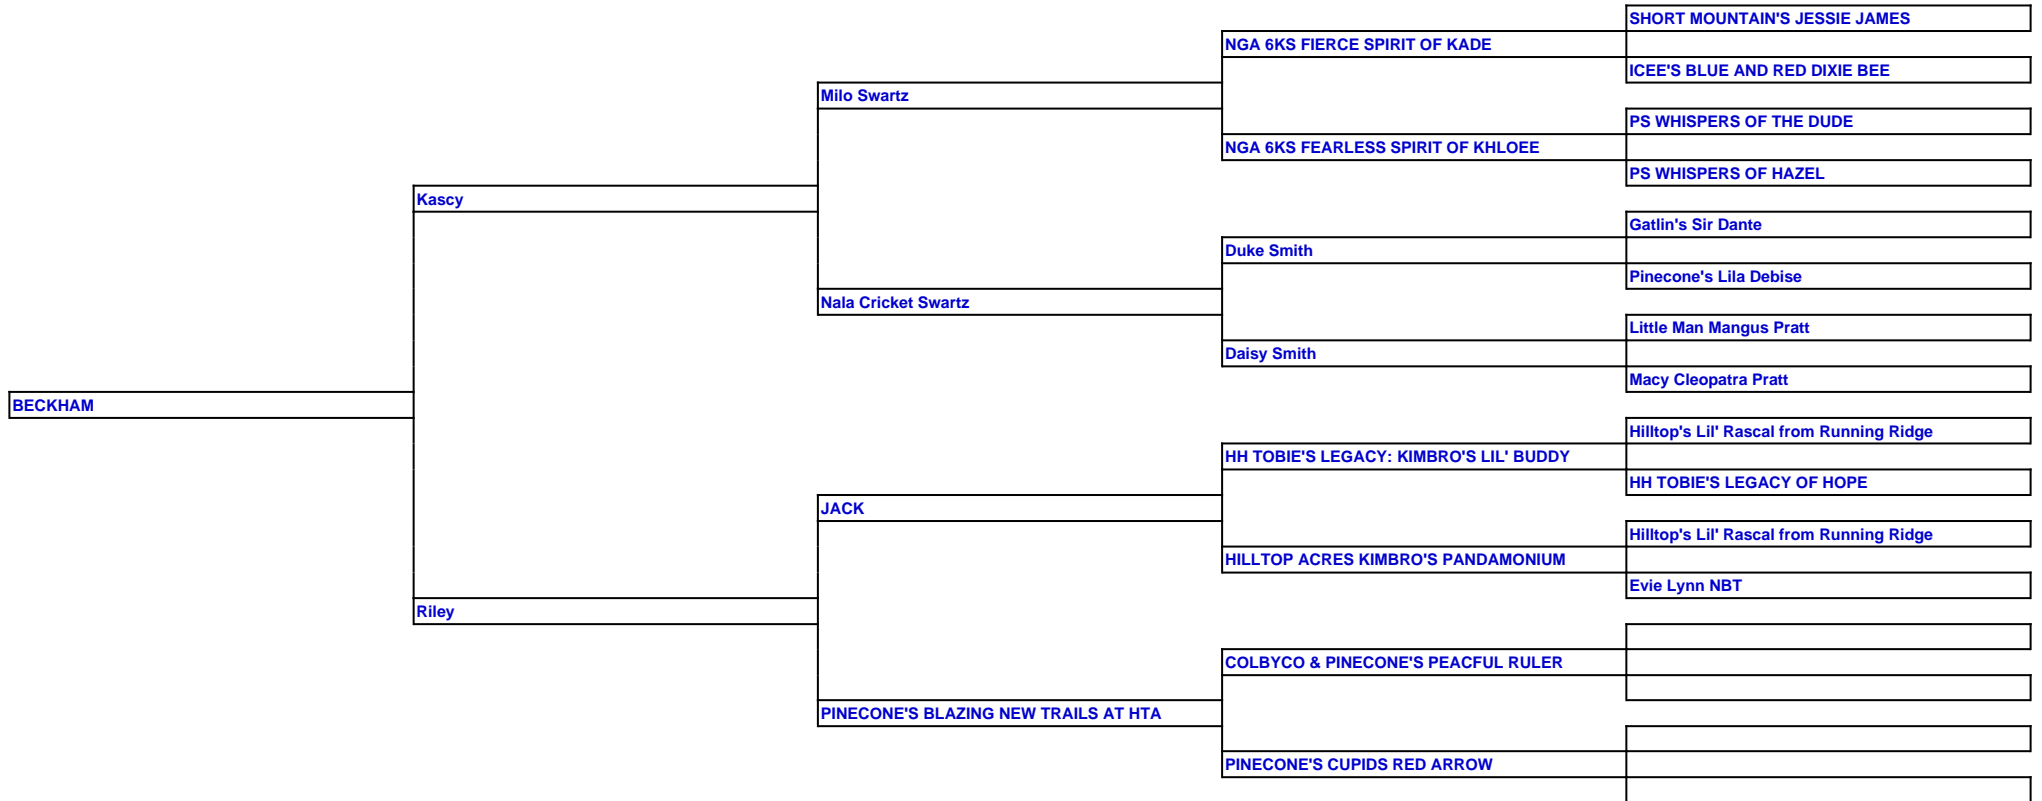 SHORT MOUNTAIN'S JESSIE JAMES
NGA 6KS FIERCE SPIRIT OF KADE
ICEE'S BLUE AND RED DIXIE BEE
Milo Swartz
PS WHISPERS OF THE DUDE
NGA 6KS FEARLESS SPIRIT OF KHLOEE
PS WHISPERS OF HAZEL
Kascy
Gatlin's Sir Dante
Duke Smith
Pinecone's Lila Debise
Nala Cricket Swartz
Little Man Mangus Pratt
Daisy Smith
Macy Cleopatra Pratt
BECKHAM
Hilltop's Lil' Rascal from Running Ridge
HH TOBIE'S LEGACY: KIMBRO'S LIL' BUDDY
HH TOBIE'S LEGACY OF HOPE
JACK
Hilltop's Lil' Rascal from Running Ridge
HILLTOP ACRES KIMBRO'S PANDAMONIUM
Evie Lynn NBT
Riley
COLBYCO & PINECONE'S PEACFUL RULER
PINECONE'S BLAZING NEW TRAILS AT HTA
PINECONE'S CUPIDS RED ARROW